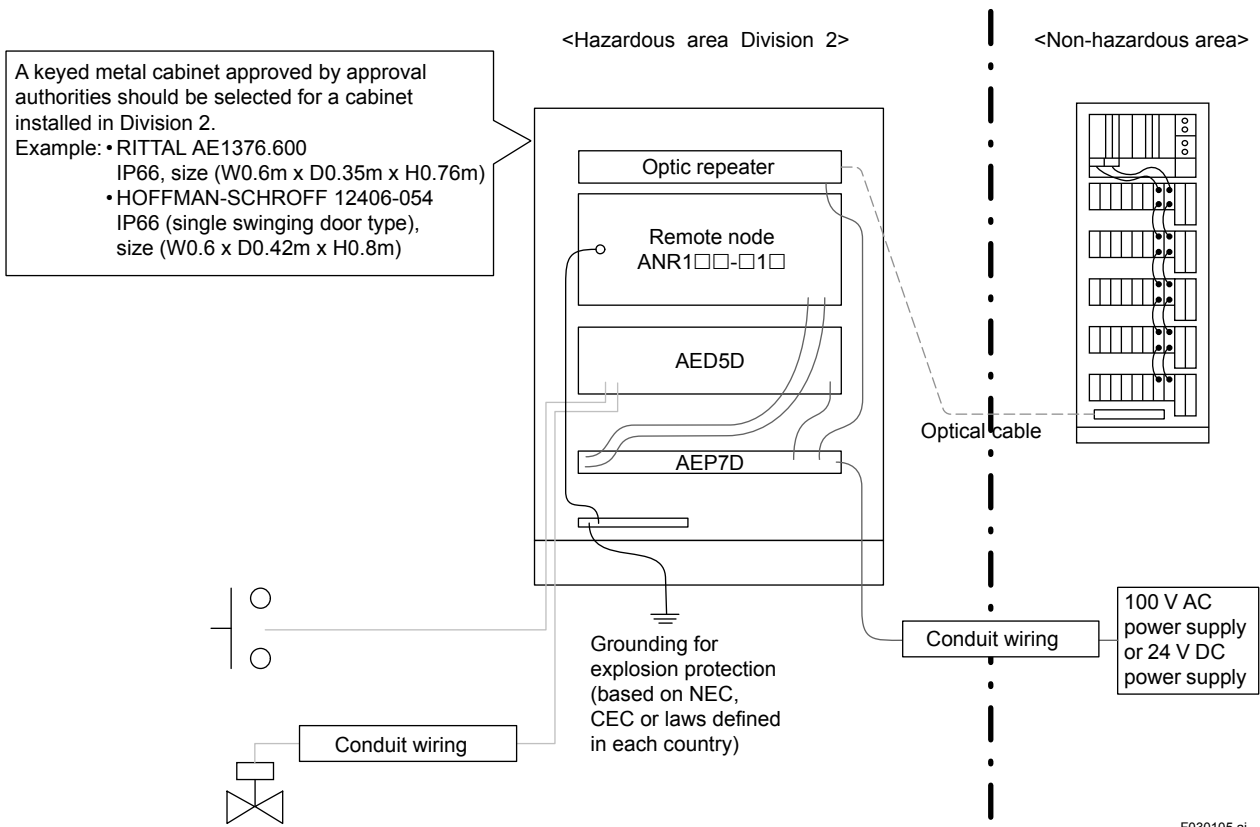 <Hazardous area Division 2>
<Non-hazardous area>
A keyed metal cabinet approved by approval
authorities should be selected for a cabinet
installed in Division 2.
Example: • RITTAL AE1376.600
IP66, size (W0.6m x D0.35m x H0.76m)
• HOFFMAN-SCHROFF 12406-054
IP66 (single swinging door type),
size (W0.6 x D0.42m x H0.8m)
Optic repeater
Remote node
ANR1□□-□1□
AED5D
AEP7D
Optical cable
Grounding for
explosion protection
(based on NEC,
CEC or laws defined
in each country)
Conduit wiring
100 V AC
power supply
or 24 V DC
power supply
Conduit wiring
F030105.ai